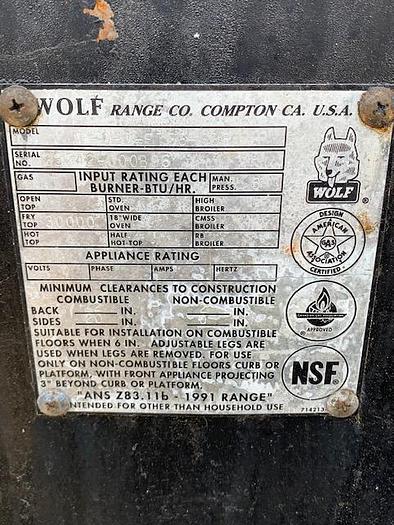 WOLF RANGE CO. COMPTON CA. U.S.A.
MODEL
SERIAL NO.
GAS INPUT RATING EACH BURNER-BTU/HR. MAN. PRESS.
OPEN TOP STD. OVEN HIGH BROILER
FRY TOP 18" WIDE OVEN CMSS BROILER
HOT TOP HALF HOT-TOP RB BROILER
APPLIANCE RATING
VOLTS PHASE AMPS HERTZ
MINIMUM CLEARANCES TO CONSTRUCTION
COMBUSTIBLE NON-COMBUSTIBLE
BACK IN. IN.
SIDES IN. IN.
SUITABLE FOR INSTALLATION ON COMBUSTIBLE
FLOORS WHEN 6 IN. ADJUSTABLE LEGS ARE
USED WHEN LEGS ARE REMOVED. FOR USE
ONLY ON NON-COMBUSTIBLE FLOORS CURB OR
PLATFORM, WITH FRONT APPLIANCE PROJECTING
3" BEYOND CURB OR PLATFORM.
"ANS Z83.11b - 1991 RANGE"
INTENDED FOR OTHER THAN HOUSEHOLD USE
714213
WOLF ®
DESIGN
AMERICAN
ASSOCIATION
CERTIFIED
® APPROVED
NSF®